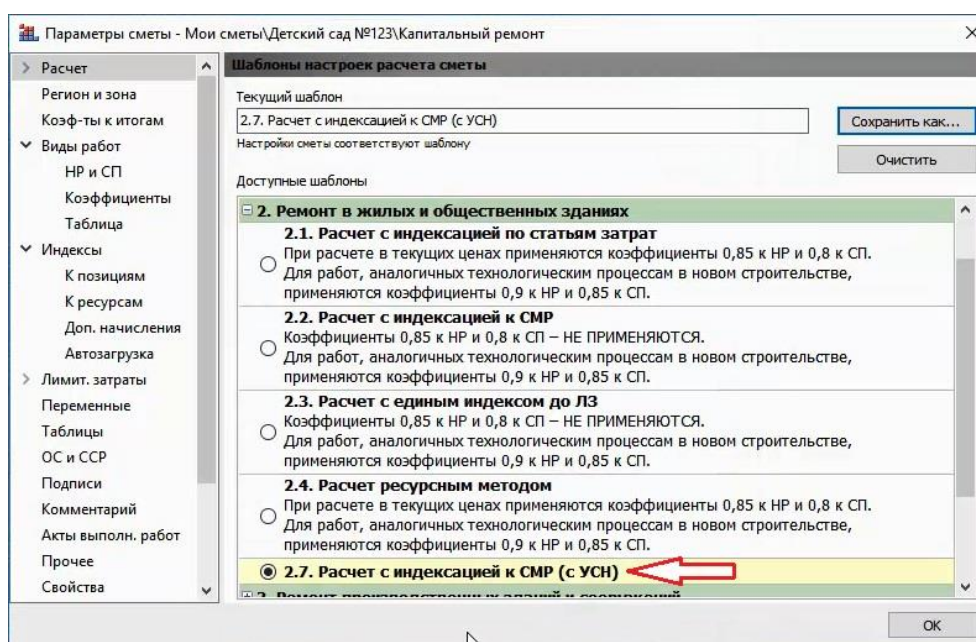 Параметры сметы - Мои сметы\Детский сад №123\Капитальный ремонт
Расчет
Регион и зона
Коэф-ты к итогам
Виды работ
НР и СП
Коэффициенты
Таблица
Индексы
К позициям
К ресурсам
Доп. начисления
Автозагрузка
Лимит. затраты
Переменные
Таблицы
ОС и ССР
Подписи
Комментарий
Акты выполн. работ
Прочее
Свойства
Шаблоны настроек расчета сметы
Текущий шаблон
2.7. Расчет с индексацией к СМР (с УСН)
Сохранить как...
Настройки сметы соответствуют шаблону
Очистить
Доступные шаблоны
2. Ремонт в жилых и общественных зданиях
2.1. Расчет с индексацией по статьям затрат
При расчете в текущих ценах применяются коэффициенты 0,85 к НР и 0,8 к СП.
Для работ, аналогичных технологическим процессам в новом строительстве,
применяются коэффициенты 0,9 к НР и 0,85 к СП.
2.2. Расчет с индексацией к СМР
Коэффициенты 0,85 к НР и 0,8 к СП – НЕ ПРИМЕНЯЮТСЯ.
Для работ, аналогичных технологическим процессам в новом строительстве,
применяются коэффициенты 0,9 к НР и 0,85 к СП.
2.3. Расчет с единым индексом до ЛЗ
Коэффициенты 0,85 к НР и 0,8 к СП – НЕ ПРИМЕНЯЮТСЯ.
Для работ, аналогичных технологическим процессам в новом строительстве,
применяются коэффициенты 0,9 к НР и 0,85 к СП.
2.4. Расчет ресурсным методом
При расчете в текущих ценах применяются коэффициенты 0,85 к НР и 0,8 к СП.
Для работ, аналогичных технологическим процессам в новом строительстве,
применяются коэффициенты 0,9 к НР и 0,85 к СП.
2.7. Расчет с индексацией к СМР (с УСН)
3. Ремонт производственных зданий и сооружений
ОК